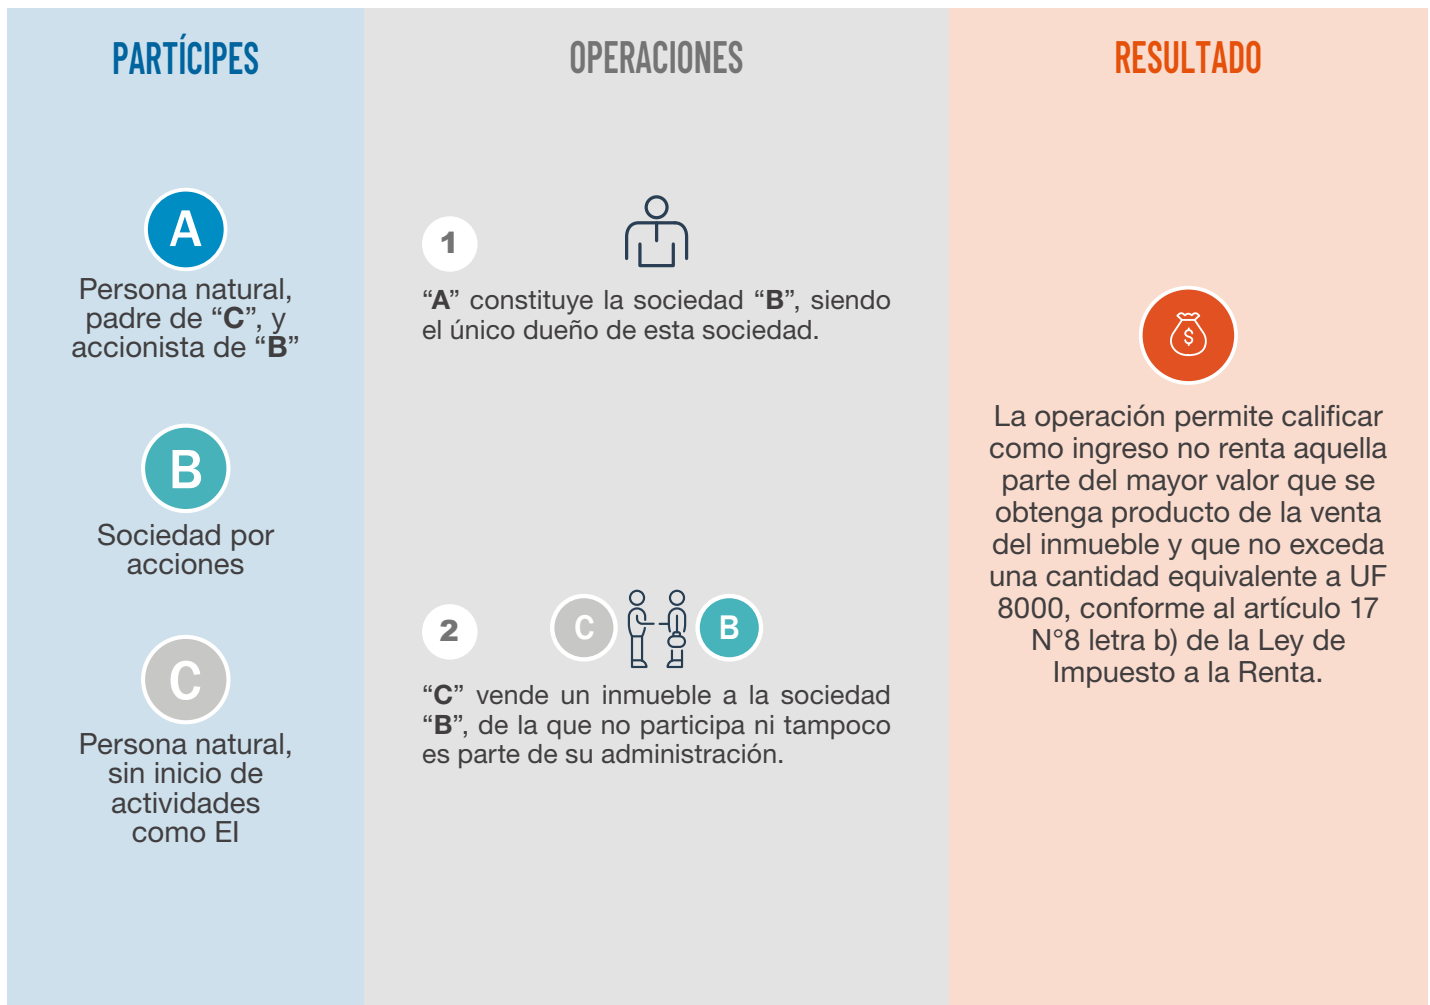 PARTÍCIPES
A
Persona natural,
padre de “C”, y
accionista de “B”
B
Sociedad por
acciones
C
Persona natural,
sin inicio de
actividades
como EI
OPERACIONES
1
“A” constituye la sociedad “B”, siendo
el único dueño de esta sociedad.
2
C
B
“C” vende un inmueble a la sociedad
“B”, de la que no participa ni tampoco
es parte de su administración.
RESULTADO
$
La operación permite calificar
como ingreso no renta aquella
parte del mayor valor que se
obtenga producto de la venta
del inmueble y que no exceda
una cantidad equivalente a UF
8000, conforme al artículo 17
N°8 letra b) de la Ley de
Impuesto a la Renta.